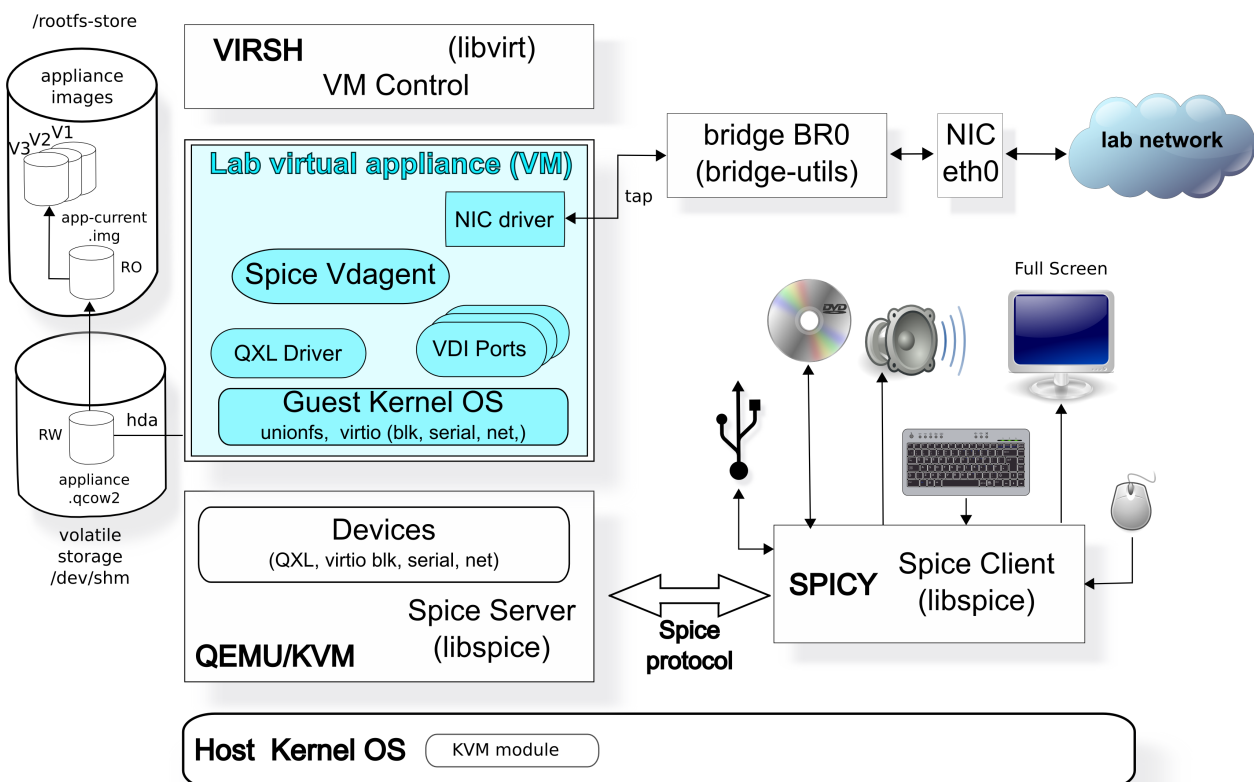 /rootfs-store
appliance
images
V3
V2
V1
app-current
.img
RO
RW
hda
appliance
.qcow2
volatile
storage
/dev/shm
VIRSH (libvirt)
VM Control
Lab virtual appliance (VM)
NIC driver
Spice Vdagent
QXL Driver
VDI Ports
Guest Kernel OS
unionfs, virtio (blk, serial, net,)
tap
bridge BR0
(bridge-utils)
NIC
eth0
lab network
DVD
Full Screen
Devices
(QXL, virtio blk, serial, net)
Spice Server
(libspice)
QEMU/KVM
Spice
protocol
SPICY
Spice Client
(libspice)
Host Kernel OS
KVM module